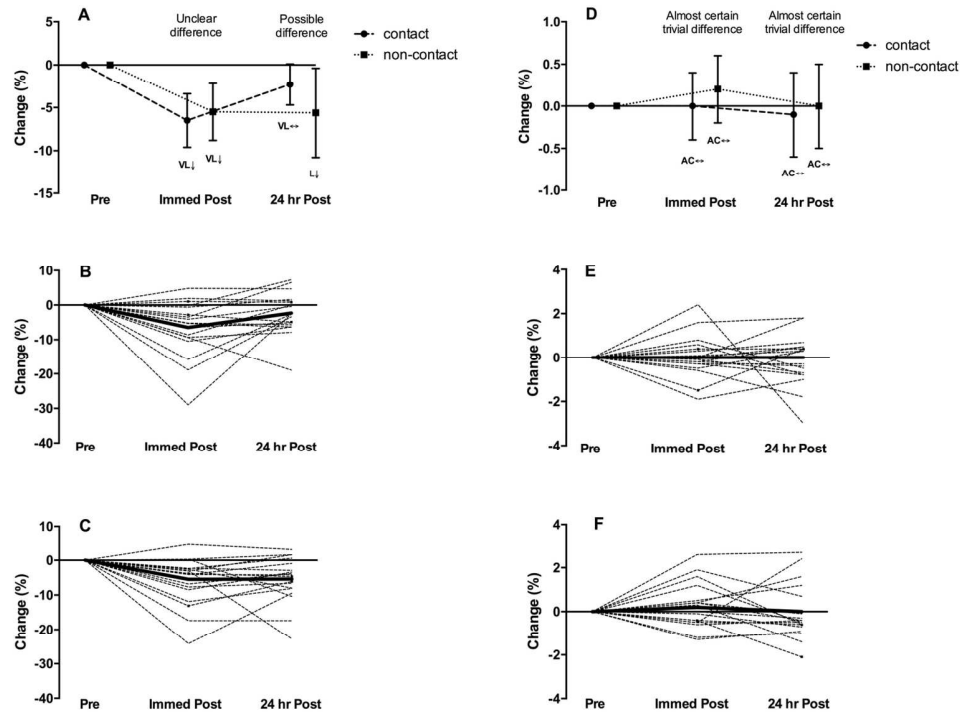 A
Unclear
difference
Possible
difference
contact
non-contact
Change (%)
5
0
-5
-10
-15
VL↓
VL↓
VL↔
L↓
Pre
Immed Post
24 hr Post
D
Almost certain
trivial difference
Almost certain
trivial difference
contact
non-contact
Change (%)
1.0
0.5
0.0
-0.5
-1.0
AC↔
AC↔
AC↔
Pre
Immed Post
24 hr Post
B
Change (%)
10
0
-10
-20
-30
-40
Pre
Immed Post
24 hr Post
E
Change (%)
4
2
0
-2
-4
Pre
Immed Post
24 hr Post
C
Change (%)
10
0
-10
-20
-30
-40
Pre
Immed Post
24 hr Post
F
Change (%)
4
2
0
-2
-4
Pre
Immed Post
24 hr Post